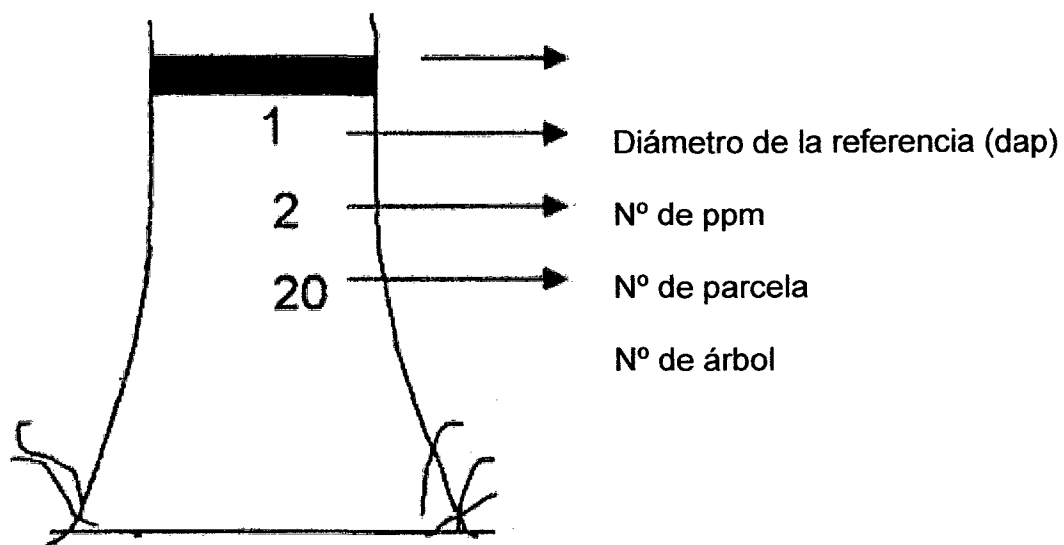 1
Diámetro de la referencia (dap)
2
Nº de ppm
20
Nº de parcela
Nº de árbol